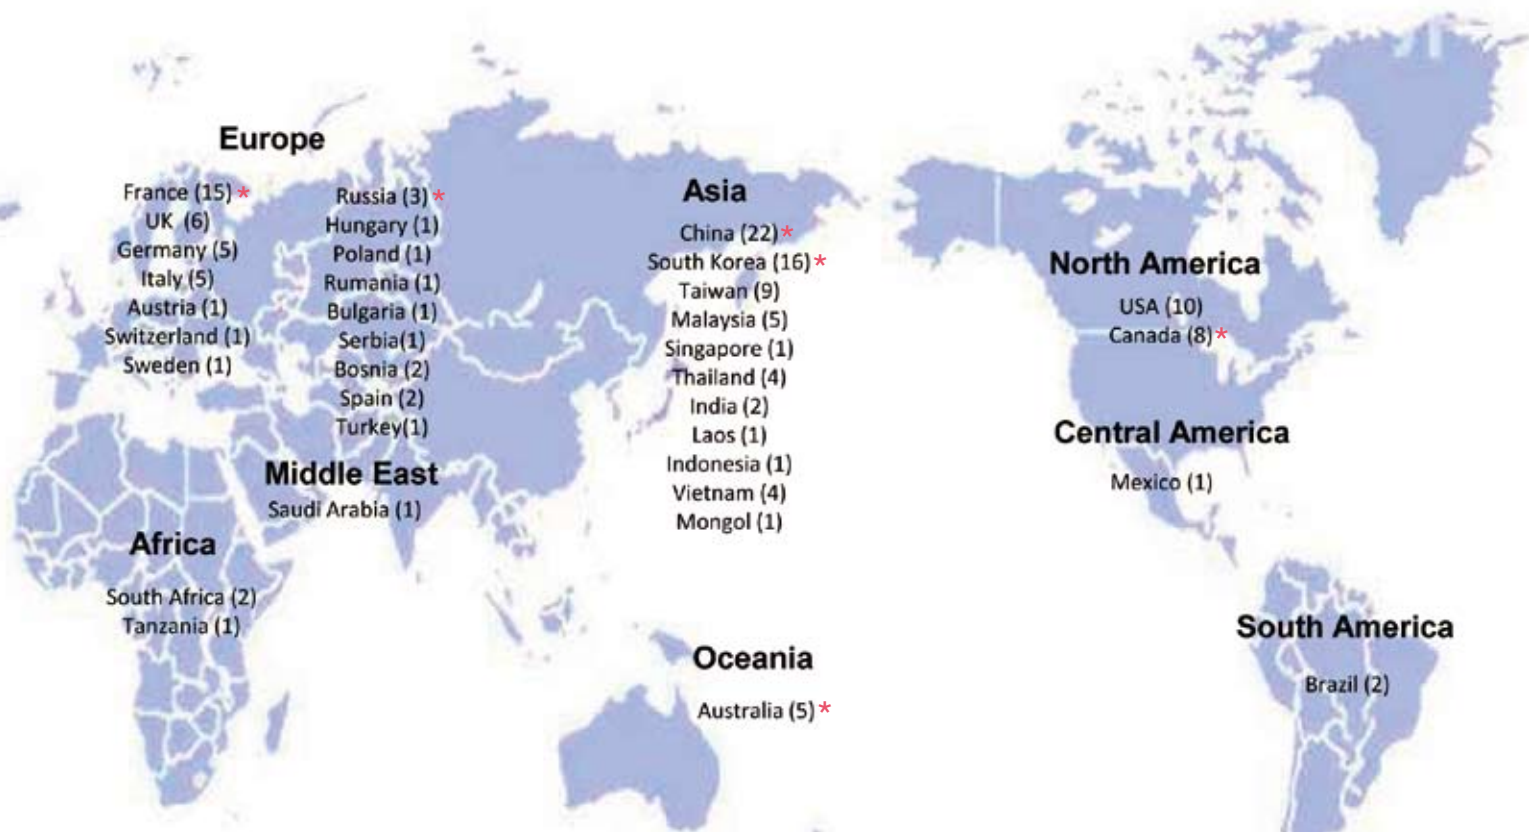 Europe
France (15) *
UK (6)
Germany (5)
Italy (5)
Austria (1)
Switzerland (1)
Sweden (1)
Russia (3) *
Hungary (1)
Poland (1)
Rumania (1)
Bulgaria (1)
Serbia(1)
Bosnia (2)
Spain (2)
Turkey(1)
Middle East
Saudi Arabia (1)
Africa
South Africa (2)
Tanzania (1)
Asia
China (22) *
South Korea (16) *
Taiwan (9)
Malaysia (5)
Singapore (1)
Thailand (4)
India (2)
Laos (1)
Indonesia (1)
Vietnam (4)
Mongol (1)
Oceania
Australia (5) *
North America
USA (10)
Canada (8) *
Central America
Mexico (1)
South America
Brazil (2)